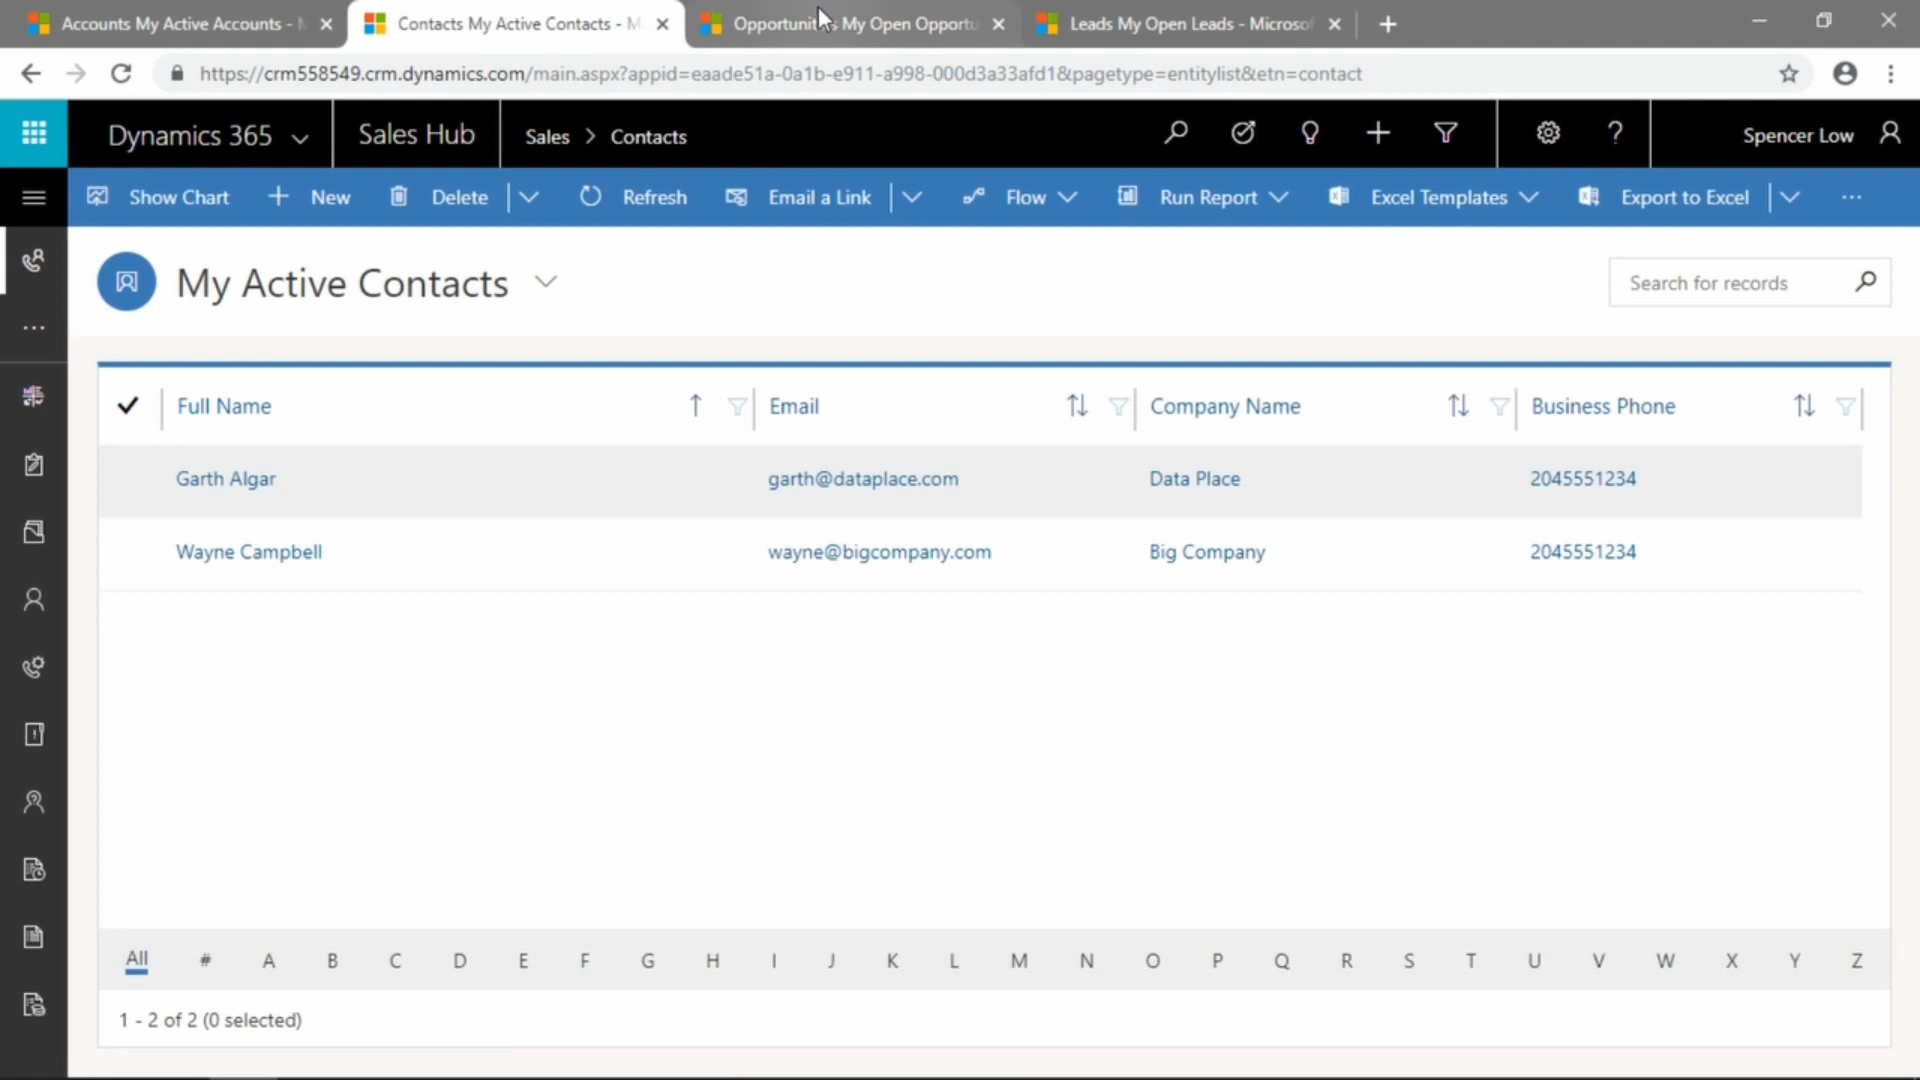 Accounts My Active Accounts -
Contacts My Active Contacts - M
Opportunit s My Open Opportu
Leads My Open Leads - Microsof
https://crm558549.crm.dynamics.com/main.aspx?appid=eaade51a-0a1b-e911-a998-000d3a33afd1&pagetype=entitylist&etn=contact
Dynamics 365
Sales Hub
Sales > Contacts
Spencer Low
Show Chart
New
Delete
Refresh
Email a Link
Flow
Run Report
Excel Templates
Export to Excel
My Active Contacts
Search for records
Full Name Email Company Name Business Phone
Garth Algar garth@dataplace.com Data Place 2045551234
Wayne Campbell wayne@bigcompany.com Big Company 2045551234
All # A B C D E F G H I J K L M N O P Q R S T U V W X Y Z
1 - 2 of 2 (0 selected)